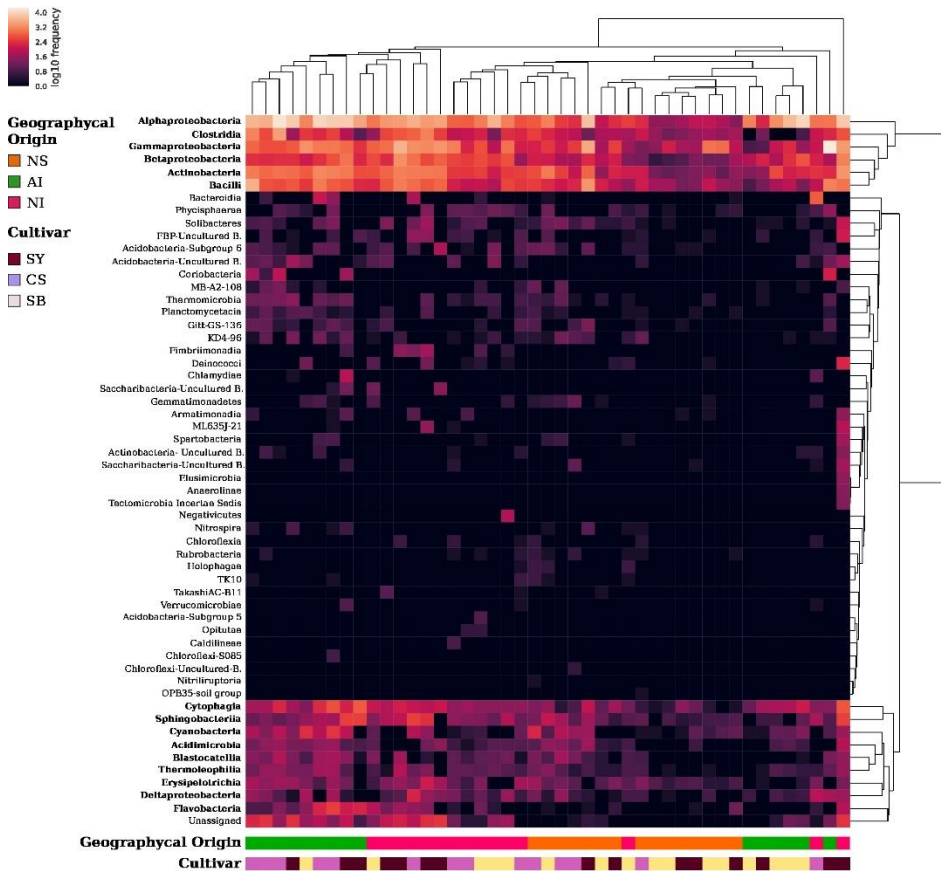 4.0
3.2
2.4
1.6
0.8
0.0
log10 frequency
Geographycal
Origin
NS
AI
NI
Cultivar
SY
CS
SB
Alphaproteobacteria
Clostridia
Gammaproteobacteria
Betaproteobacteria
Actinobacteria
Bacilli
Bacteroidia
Phycisphaerae
Solibacteres
FBP-Uncultured B.
Acidobacteria-Subgroup 6
Acidobacteria-Uncultured B.
Coriobacteria
MB-A2-108
Thermomicrobia
Planctomycetacia
Gitt-GS-136
KD4-96
Fimbriimonadia
Deinococci
Chlamydiae
Saccharibacteria-Uncultured B.
Gemmatimonadetes
Armatimonadia
ML635J-21
Spartobacteria
Actinobacteria- Uncultured B.
Saccharibacteria-Uncultured B.
Elusimicrobia
Anaerolinae
Tectomicrobia Incertae Sedis
Negativicutes
Nitrospira
Chloroflexia
Rubrobacteria
Holophagae
TK10
TakashiAC-B11
Verrucomicrobiae
Acidobacteria-Subgroup 5
Opitutae
Caldilineae
Chloroflexi-S085
Chloroflexi-Uncultured-B.
Nitriliruptoria
OPB35-soil group
Cytophagia
Sphingobacteriia
Cyanobacteria
Acidimicrobia
Blastocatellia
Thermoleophilia
Erysipelotrichia
Deltaproteobacteria
Flavobacteria
Unassigned
Geographycal Origin
Cultivar